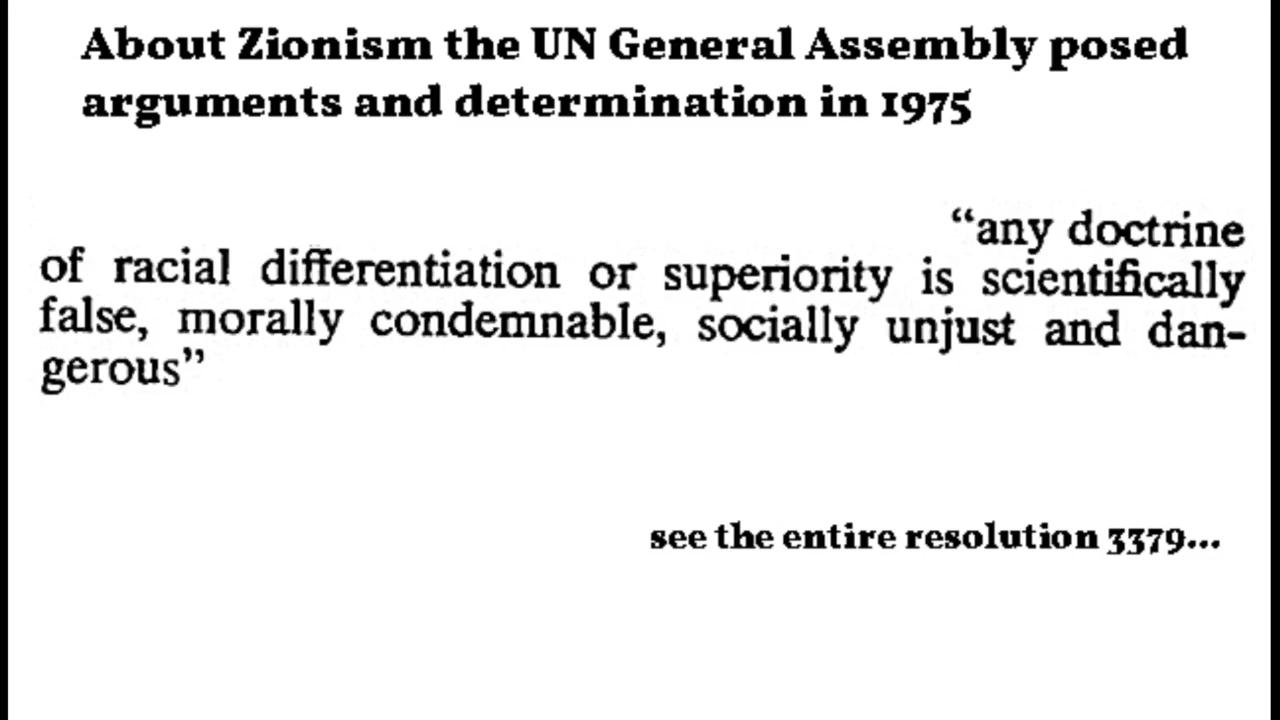 About Zionism the UN General Assembly posed
arguments and determination in 1975
“any doctrine
of racial differentiation or superiority is scientifically
false, morally condemnable, socially unjust and dan-
gerous”
see the entire resolution 3379...